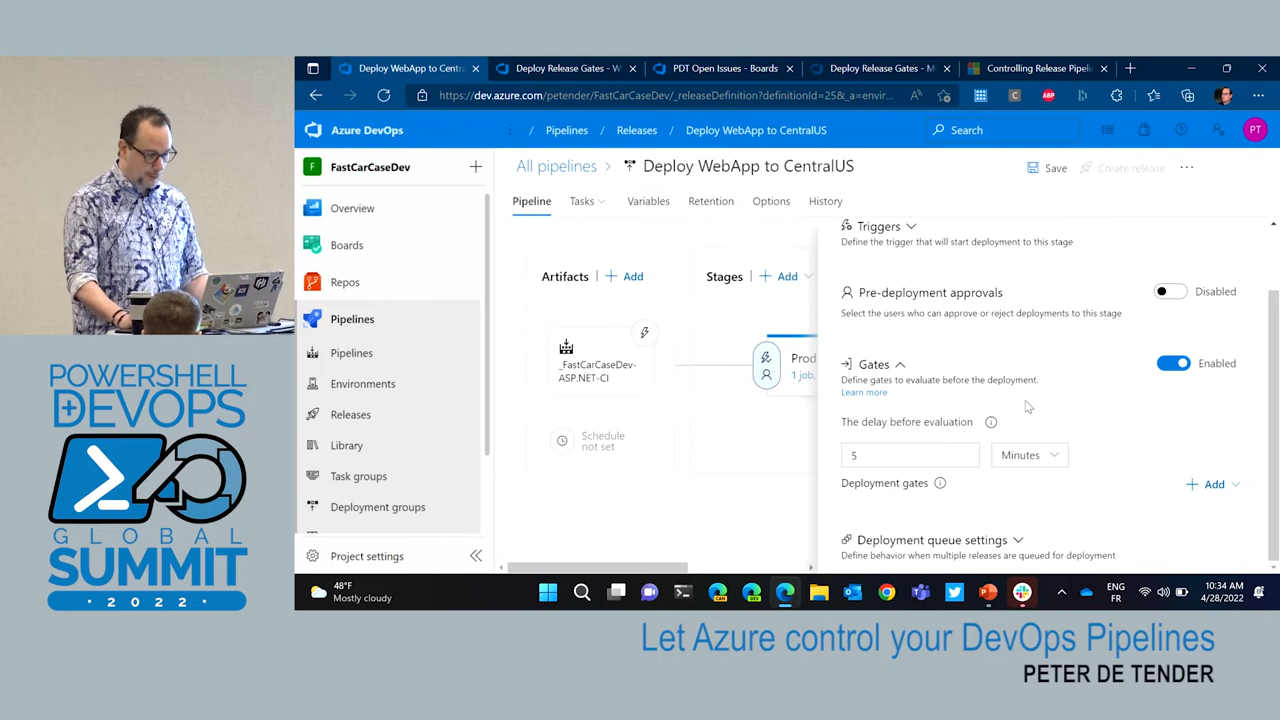 Deploy WebApp to Centra
Deploy Release Gates - W
PDT Open Issues - Boards
Deploy Release Gates - M
Controlling Release Pipeli
https://dev.azure.com/petender/FastCarCaseDev/_releaseDefinition?definitionId=25&_a=envir...
ABP
Azure DevOps
Pipelines
Releases
Deploy WebApp to CentralUS
Search
PT
F
FastCarCaseDev
All pipelines
Deploy WebApp to CentralUS
Save
Create release
Pipeline
Tasks
Variables
Retention
Options
History
Overview
Boards
Repos
Pipelines
Pipelines
Environments
Releases
Library
Task groups
Deployment groups
Project settings
Artifacts
Add
Stages
Add
_FastCarCaseDev-
ASP.NET-CI
Schedule
not set
Prod
1 job,
Triggers
Define the trigger that will start deployment to this stage
Pre-deployment approvals
Disabled
Select the users who can approve or reject deployments to this stage
Gates
Enabled
Define gates to evaluate before the deployment.
Learn more
The delay before evaluation
5
Minutes
Deployment gates
Add
Deployment queue settings
Define behavior when multiple releases are queued for deployment
48°F
Mostly cloudy
ENG
FR
10:34 AM
4/28/2022
POWERSHELL
+DEVOPS
GLOBAL
SUMMIT
· 2022 ·
Let Azure control your DevOps Pipelines
PETER DE TENDER